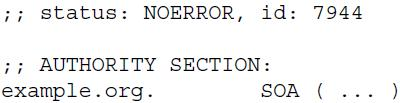 ;; status: NOERROR, id: 7944
;; AUTHORITY SECTION:
example.org. SOA ( ... )